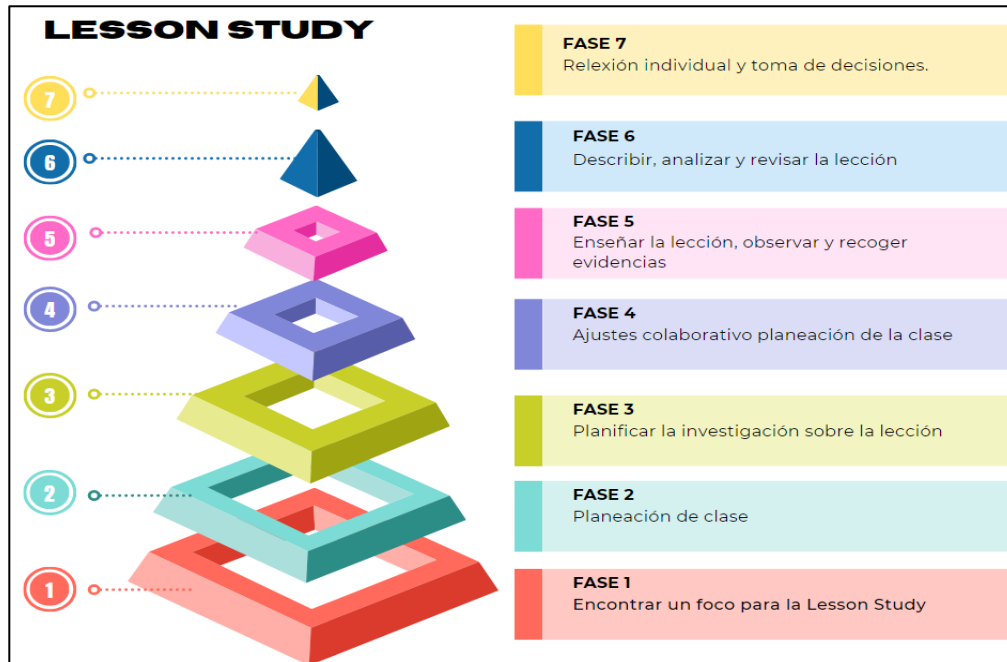 LESSON STUDY
7
6
5
4
3
2
1
FASE 7
Relexión individual y toma de decisiones.
FASE 6
Describir, analizar y revisar la lección
FASE 5
Enseñar la lección, observar y recoger
evidencias
FASE 4
Ajustes colaborativo planeación de la clase
FASE 3
Planificar la investigación sobre la lección
FASE 2
Planeación de clase
FASE 1
Encontrar un foco para la Lesson Study